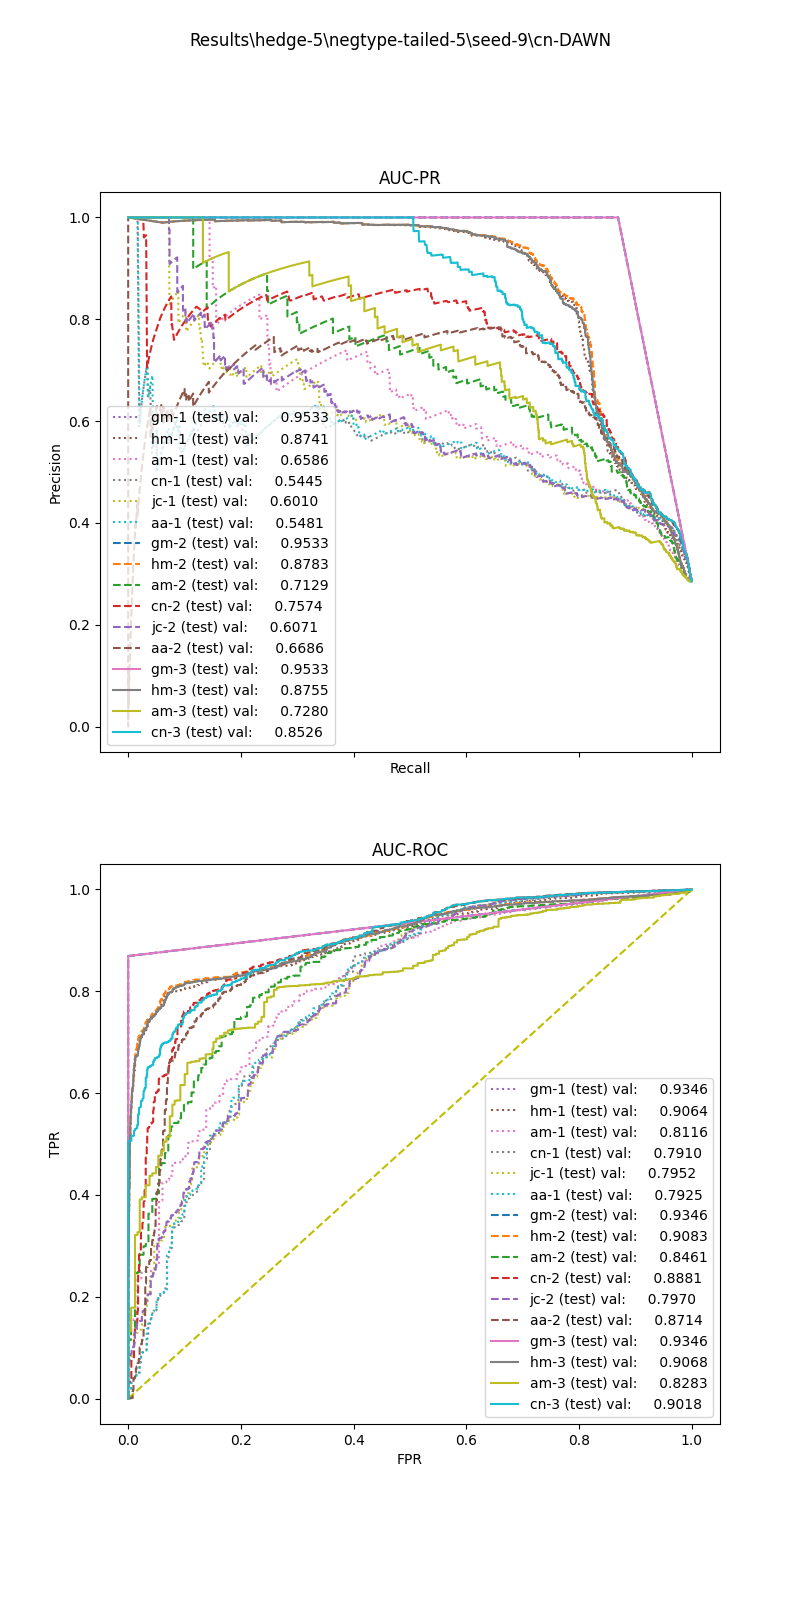 Results\hedge-5\negtype-tailed-5\seed-9\cn-DAWN
AUC-PR
1.0
0.8
0.6
0.4
0.2
0.0
Precision
gm-1 (test) val: 0.9533
hm-1 (test) val: 0.8741
am-1 (test) val: 0.6586
cn-1 (test) val: 0.5445
jc-1 (test) val: 0.6010
aa-1 (test) val: 0.5481
gm-2 (test) val: 0.9533
hm-2 (test) val: 0.8783
am-2 (test) val: 0.7129
cn-2 (test) val: 0.7574
jc-2 (test) val: 0.6071
aa-2 (test) val: 0.6686
gm-3 (test) val: 0.9533
hm-3 (test) val: 0.8755
am-3 (test) val: 0.7280
cn-3 (test) val: 0.8526
Recall
AUC-ROC
1.0
0.8
0.6
0.4
0.2
0.0
TPR
gm-1 (test) val: 0.9346
hm-1 (test) val: 0.9064
am-1 (test) val: 0.8116
cn-1 (test) val: 0.7910
jc-1 (test) val: 0.7952
aa-1 (test) val: 0.7925
gm-2 (test) val: 0.9346
hm-2 (test) val: 0.9083
am-2 (test) val: 0.8461
cn-2 (test) val: 0.8881
jc-2 (test) val: 0.7970
aa-2 (test) val: 0.8714
gm-3 (test) val: 0.9346
hm-3 (test) val: 0.9068
am-3 (test) val: 0.8283
cn-3 (test) val: 0.9018
0.0 0.2 0.4 0.6 0.8 1.0
FPR